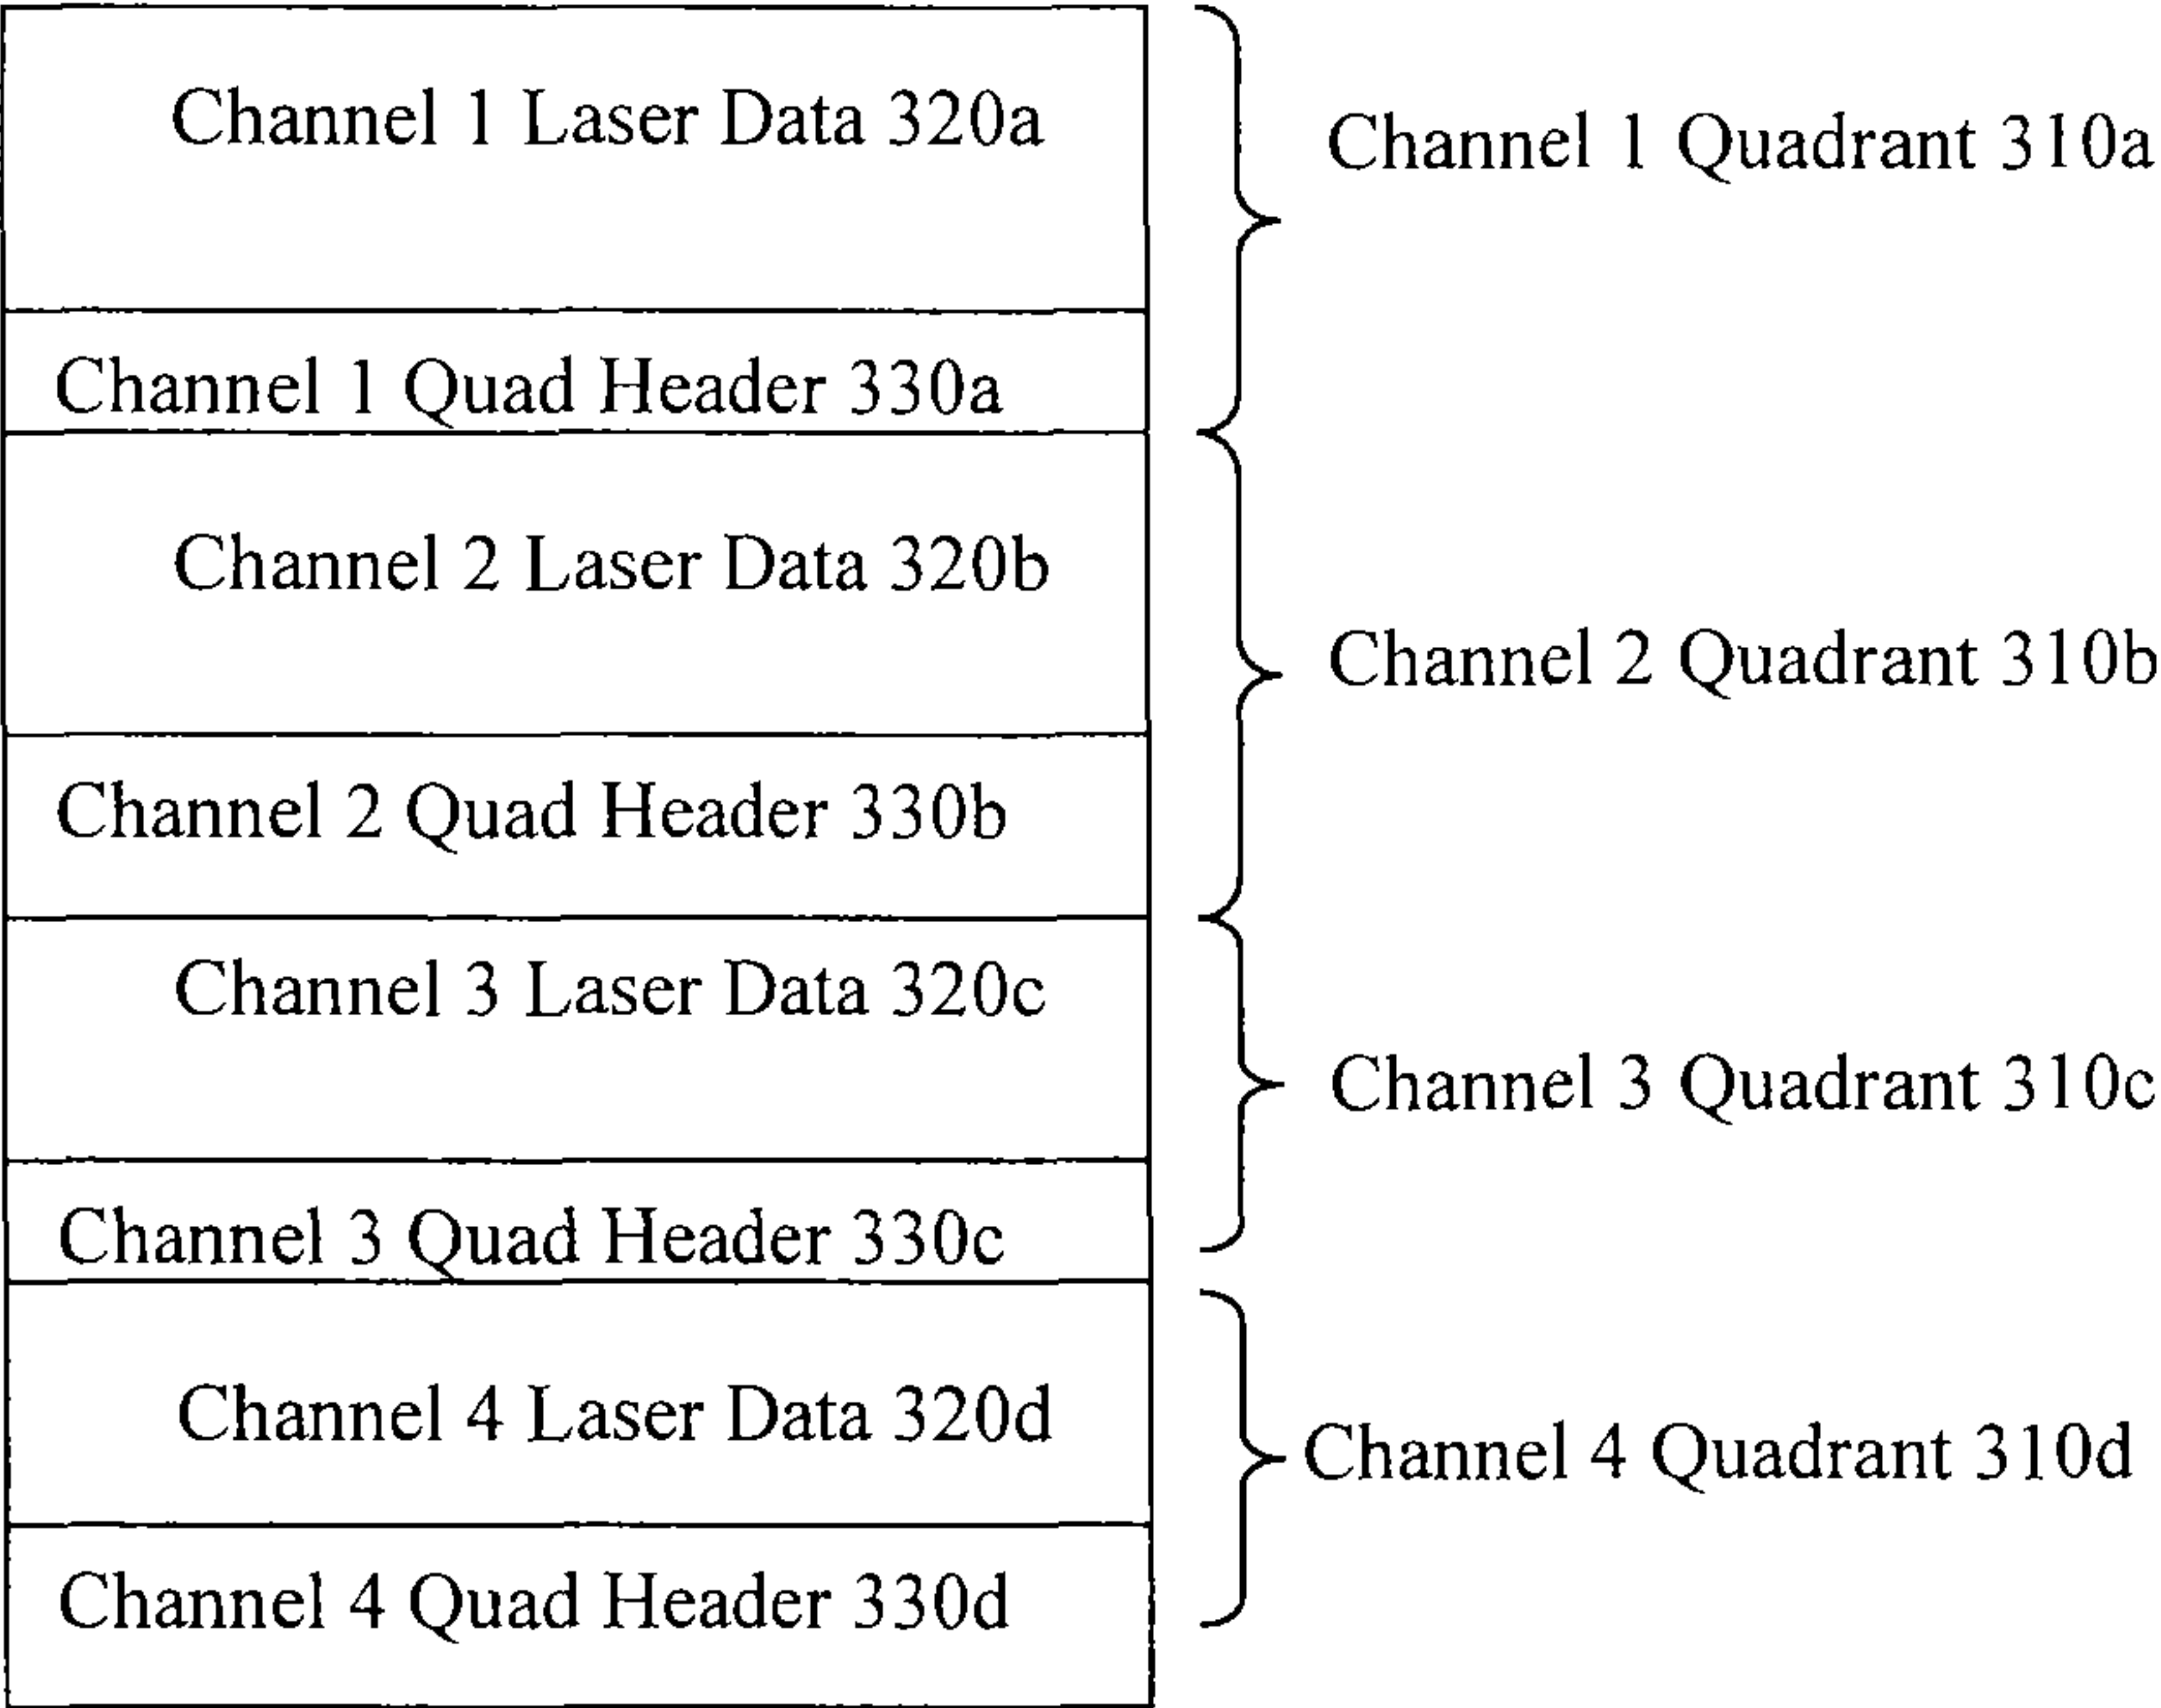 Channel 1 Laser Data 320a
Channel 1 Quadrant 310a
Channel 1 Quad Header 330a
Channel 2 Laser Data 320b
Channel 2 Quadrant 310b
Channel 2 Quad Header 330b
Channel 3 Laser Data 320c
Channel 3 Quadrant 310c
Channel 3 Quad Header 330c
Channel 4 Laser Data 320d
Channel 4 Quadrant 310d
Channel 4 Quad Header 330d